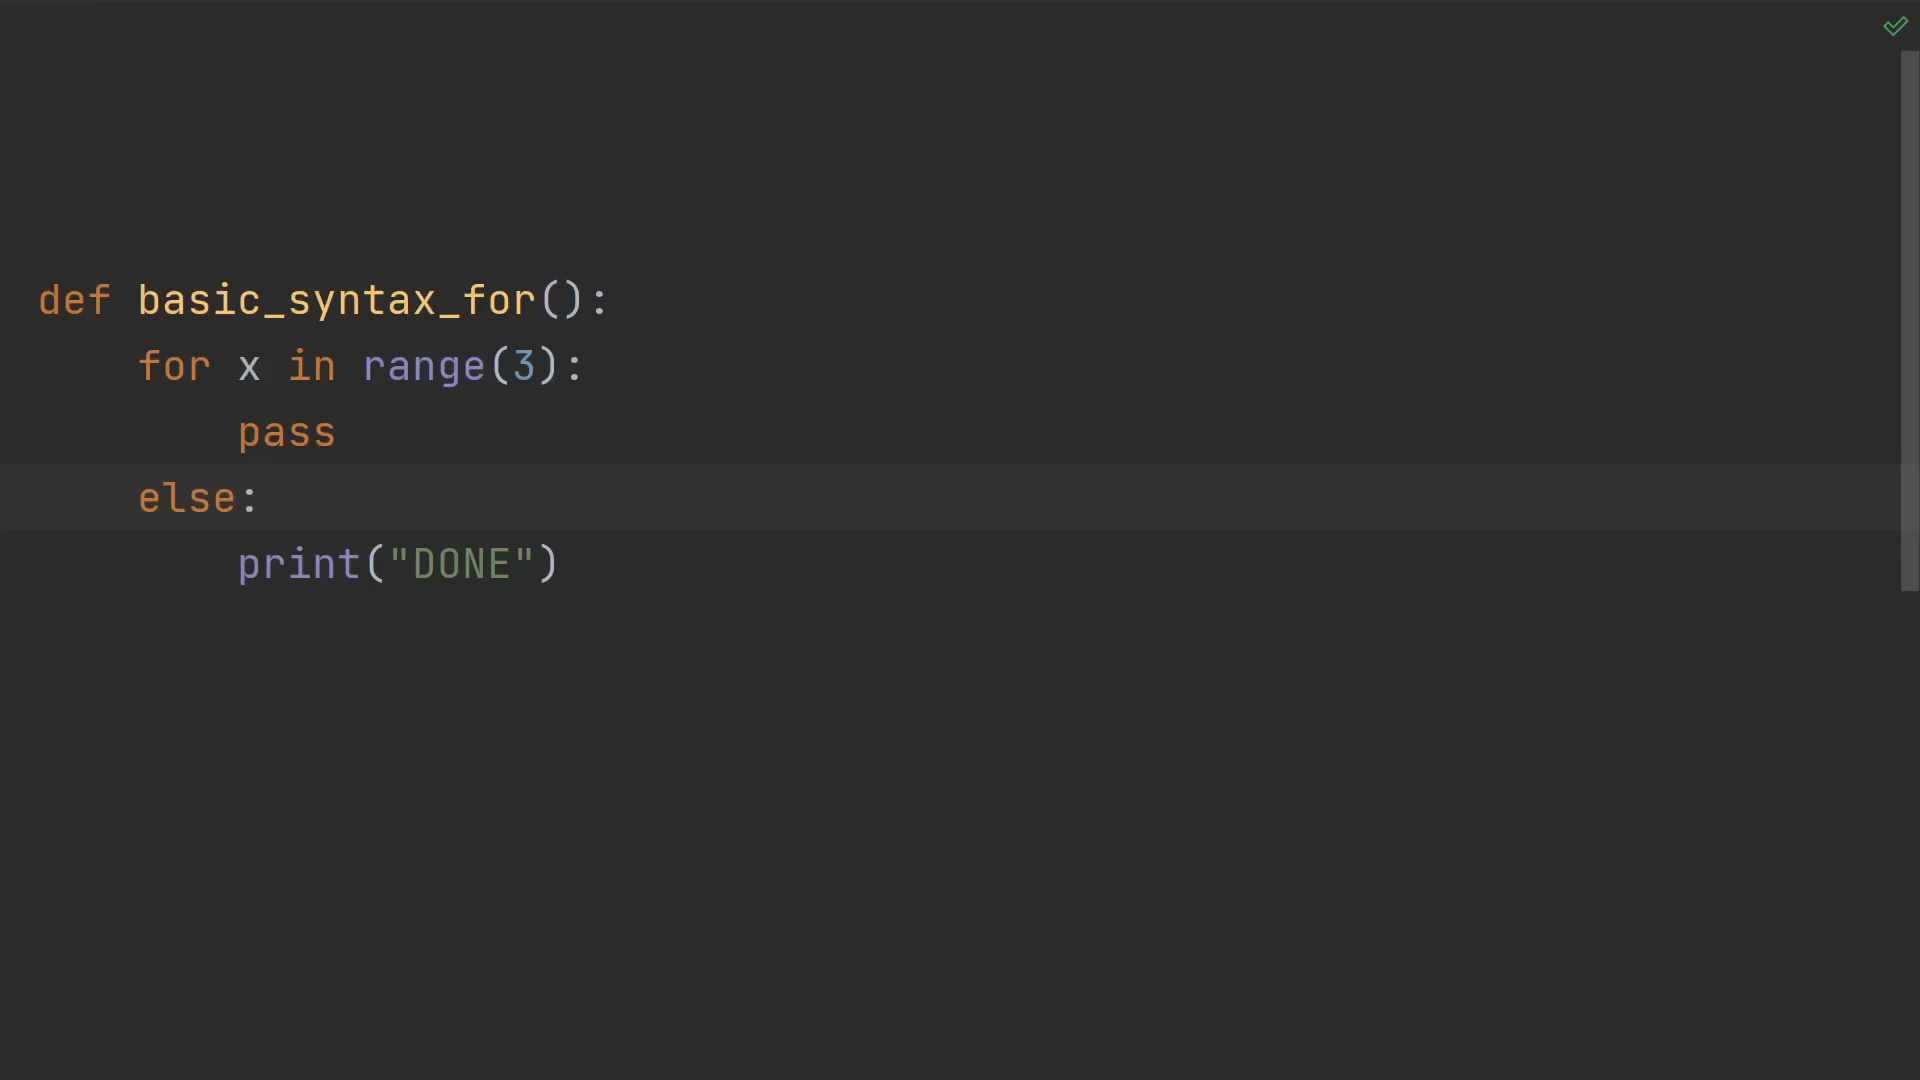 def basic_syntax_for():
    for x in range(3):
        pass
    else:
        print("DONE")